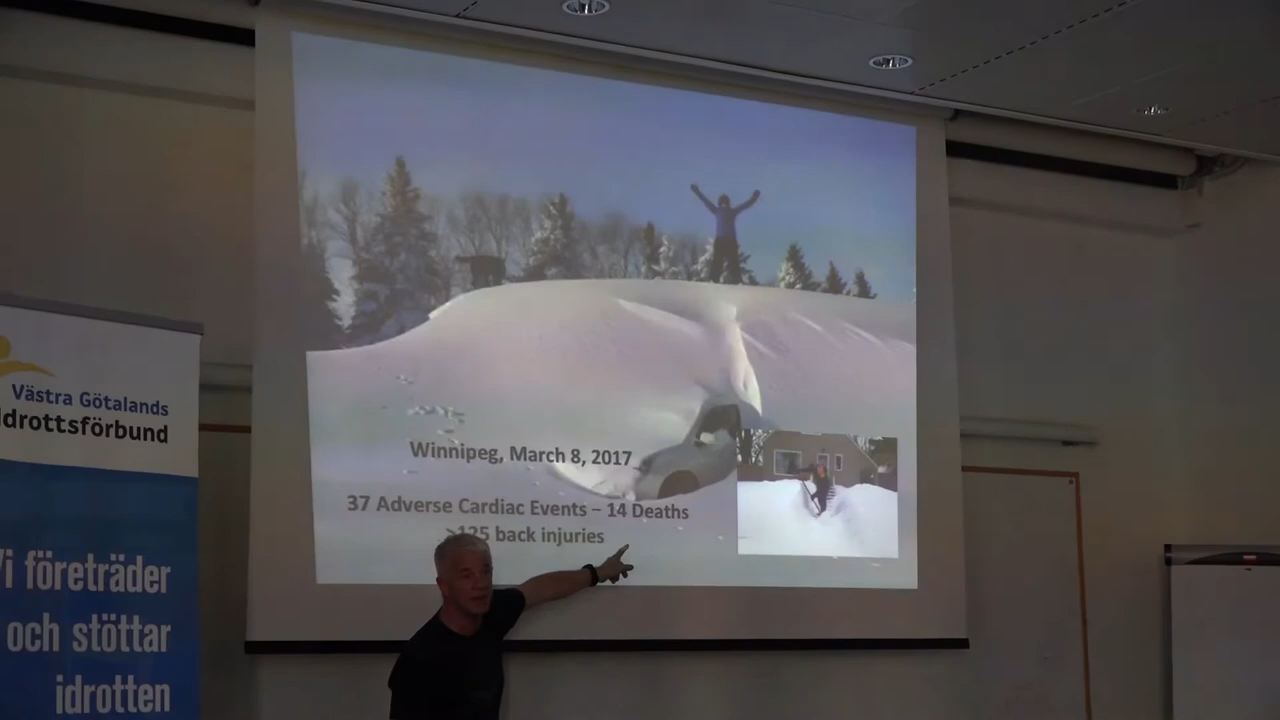 Västra Götalands
Idrottsförbund
Vi företräder
och stöttar
idrotten
Winnipeg, March 8, 2017
37 Adverse Cardiac Events – 14 Deaths
>125 back injuries